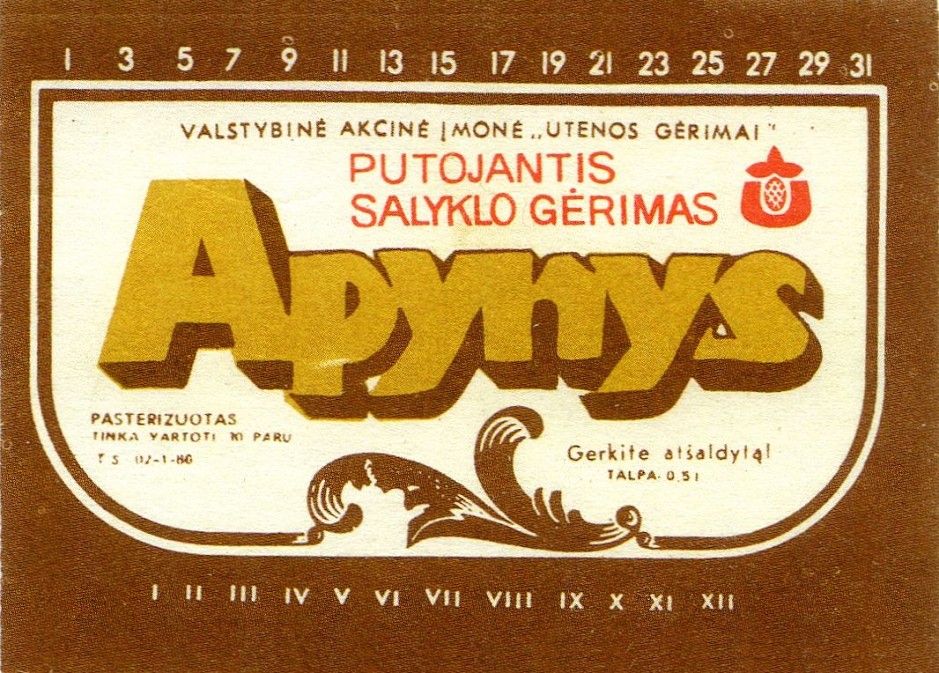 1 3 5 7 9 11 13 15 17 19 21 23 25 27 29 31
VALSTYBINĖ AKCINĖ ĮMONĖ „UTENOS GĖRIMAI"
PUTOJANTIS
SALYKLO GĖRIMAS
Apynys
PASTERIZUOTAS
TINKA VARTOTI 10 PARŲ
Gerkite atšaldytą!
TALPA 0,5 l
I II III IV V VI VII VIII IX X XI XII